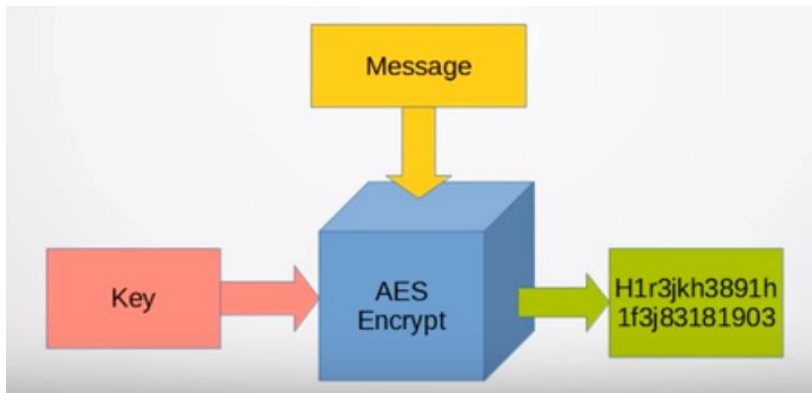 Message
Key
AES
Encrypt
H1r3jkh3891h
1f3j83181903